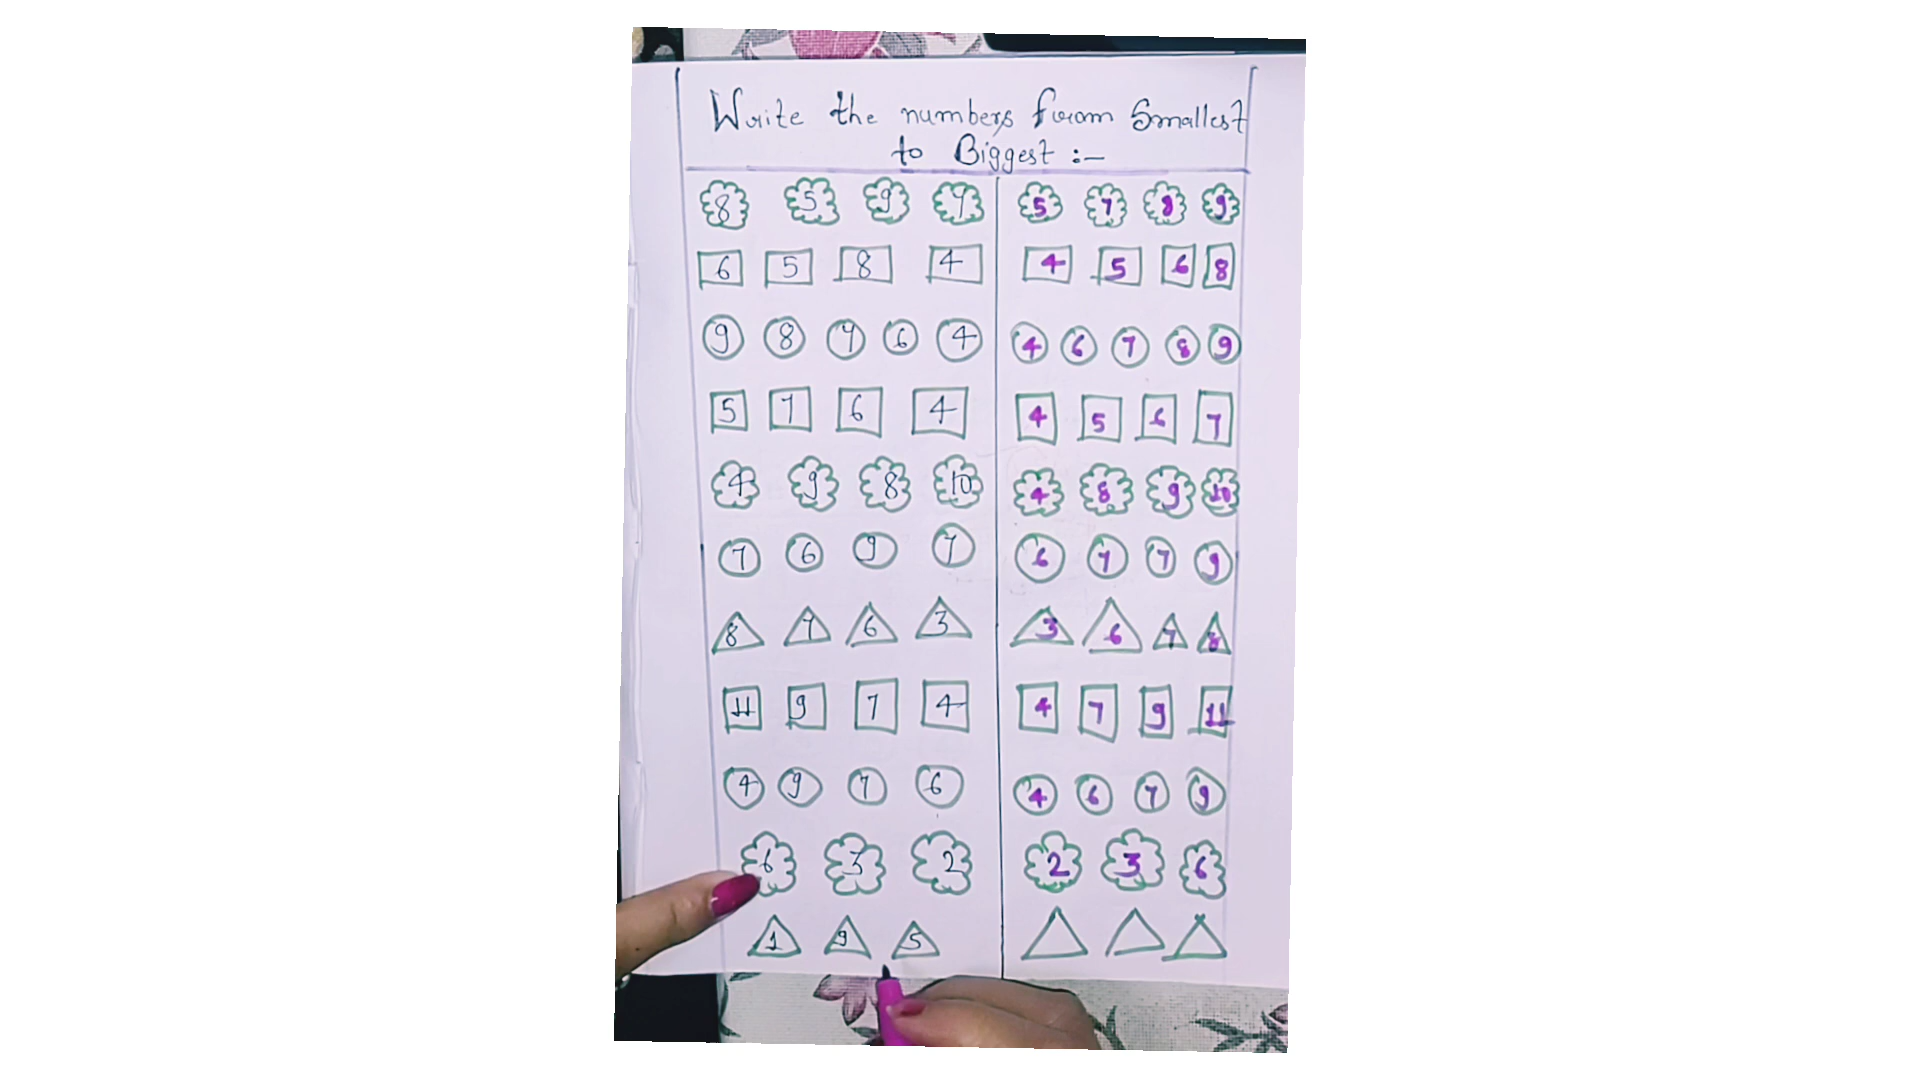 Write the numbers from Smallest
to Biggest :-
8 5 9 7 5 7 8 9
6 5 8 4 4 5 6 8
9 8 7 6 4 4 6 7 8 9
5 7 6 4 4 5 6 7
4 9 8 10 4 8 9 10
7 6 9 7 6 7 7 9
8 7 6 3 3 6 7 8
11 9 7 4 4 7 9 11
4 9 7 6 4 6 7 9
6 3 2 2 3 6
1 9 5